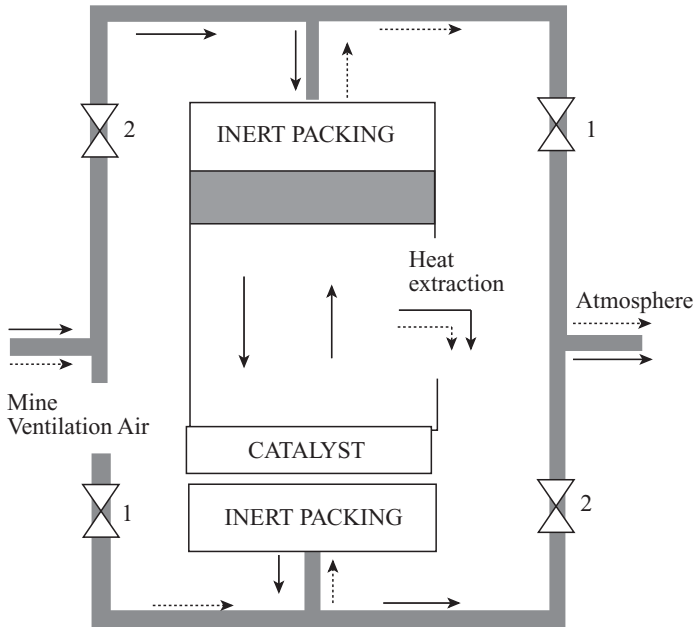 2
INERT PACKING
1
Heat
extraction
Atmosphere
Mine
Ventilation Air
CATALYST
1
INERT PACKING
2